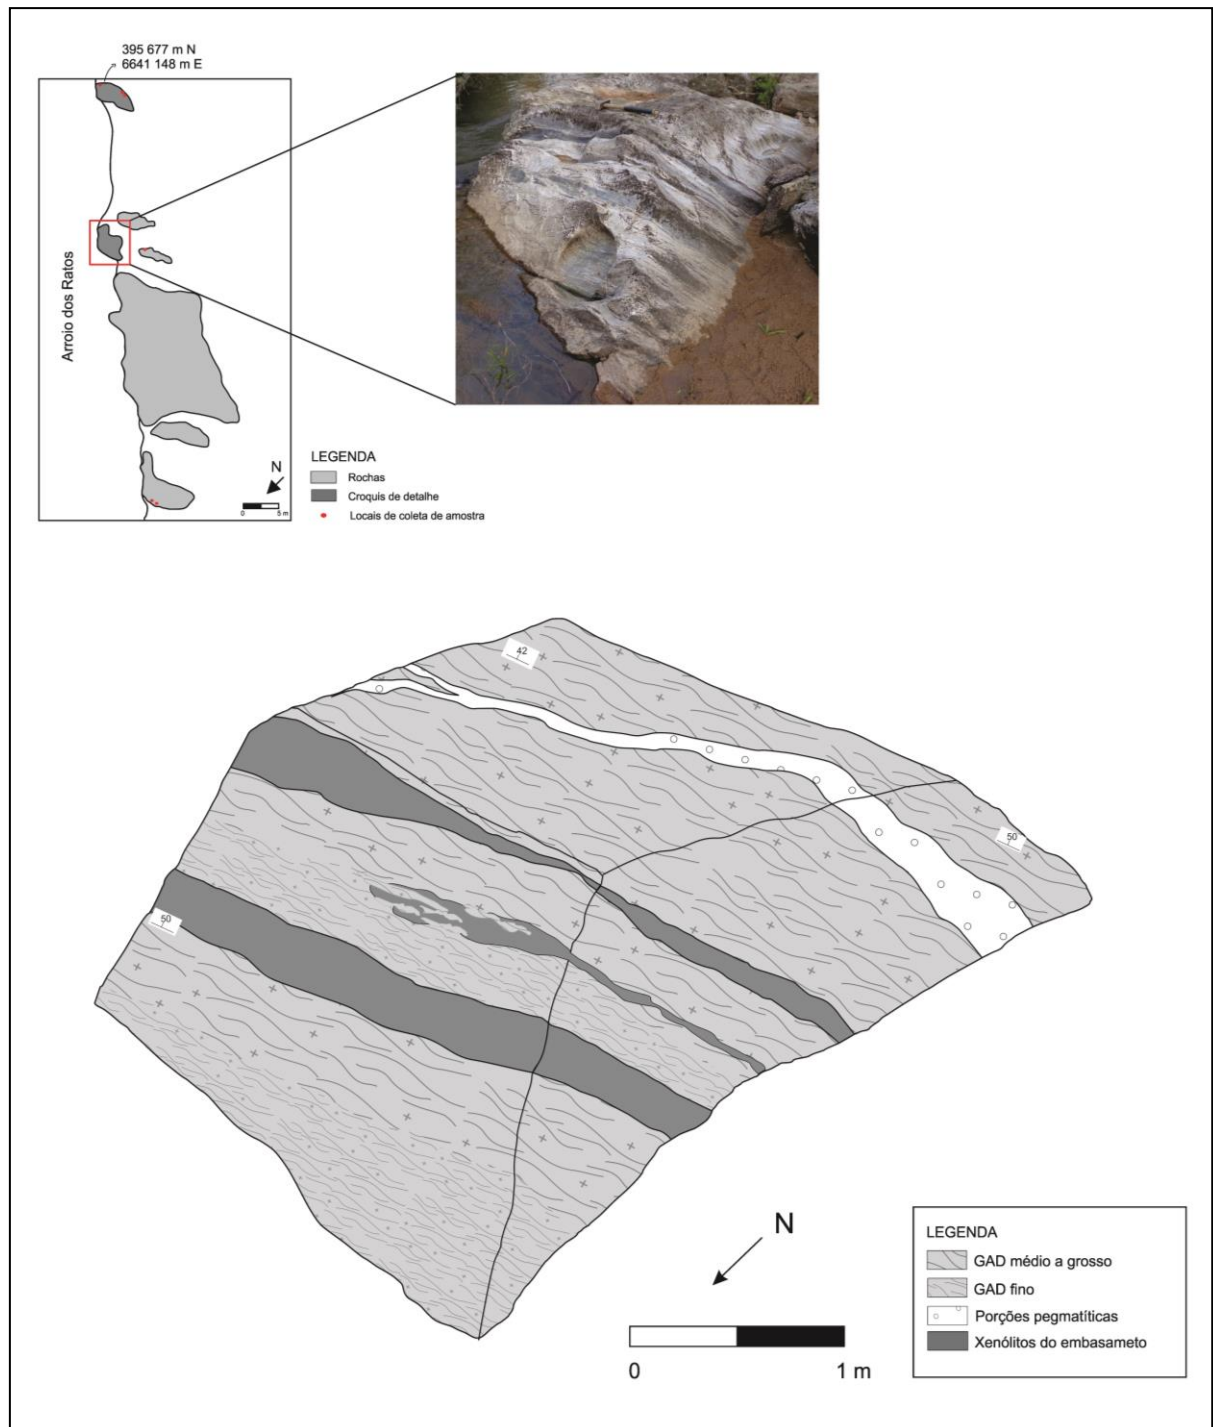 395 677 m N
6641 148 m E
Arroio dos Ratos
N
0 5 m
LEGENDA
Rochas
Croquis de detalhe
Locais de coleta de amostra
42
50
50
N
0 1 m
LEGENDA
GAD médio a grosso
GAD fino
Porções pegmatíticas
Xenólitos do embasameto